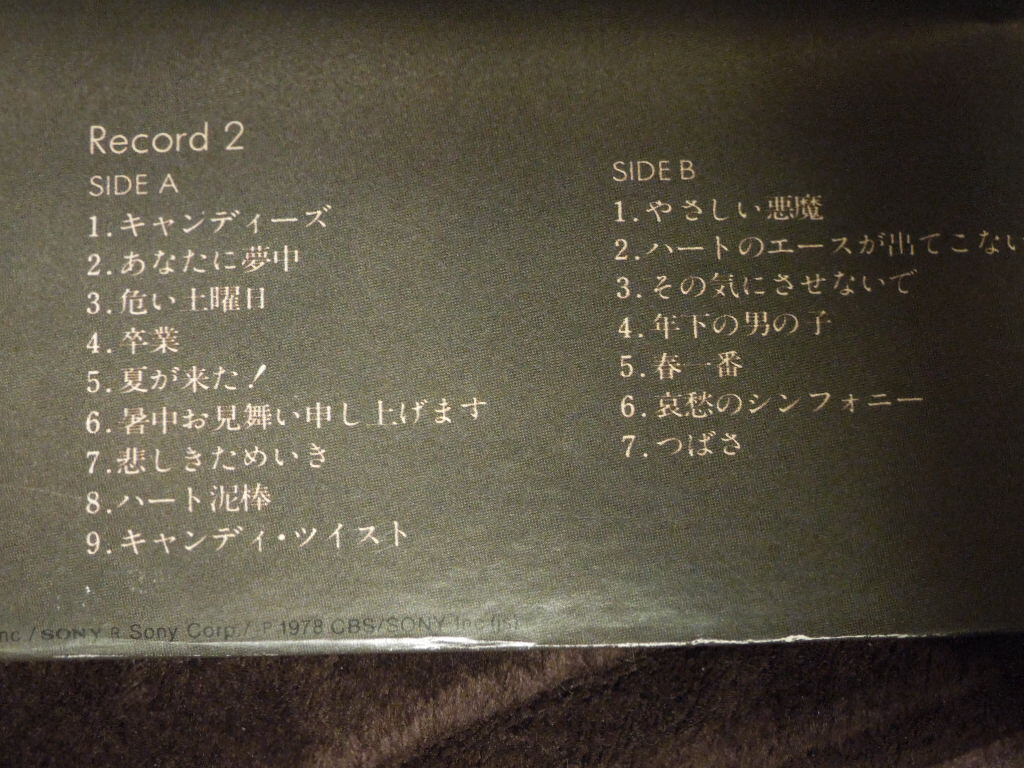 Record 2
SIDE A
1.キャンディーズ
2.あなたに夢中
3.危い土曜日
4.卒業
5.夏が来た!
6.暑中お見舞い申し上げます
7.悲しきためいき
8.ハート泥棒
9.キャンディ・ツイスト
SIDE B
1.やさしい悪魔
2.ハートのエースが出てこない
3.その気にさせないで
4.年下の男の子
5.春一番
6.哀愁のシンフォニー
7.つばさ
nc / SONY R Sony Corp. / P 1978 CBS/SONY Inc.